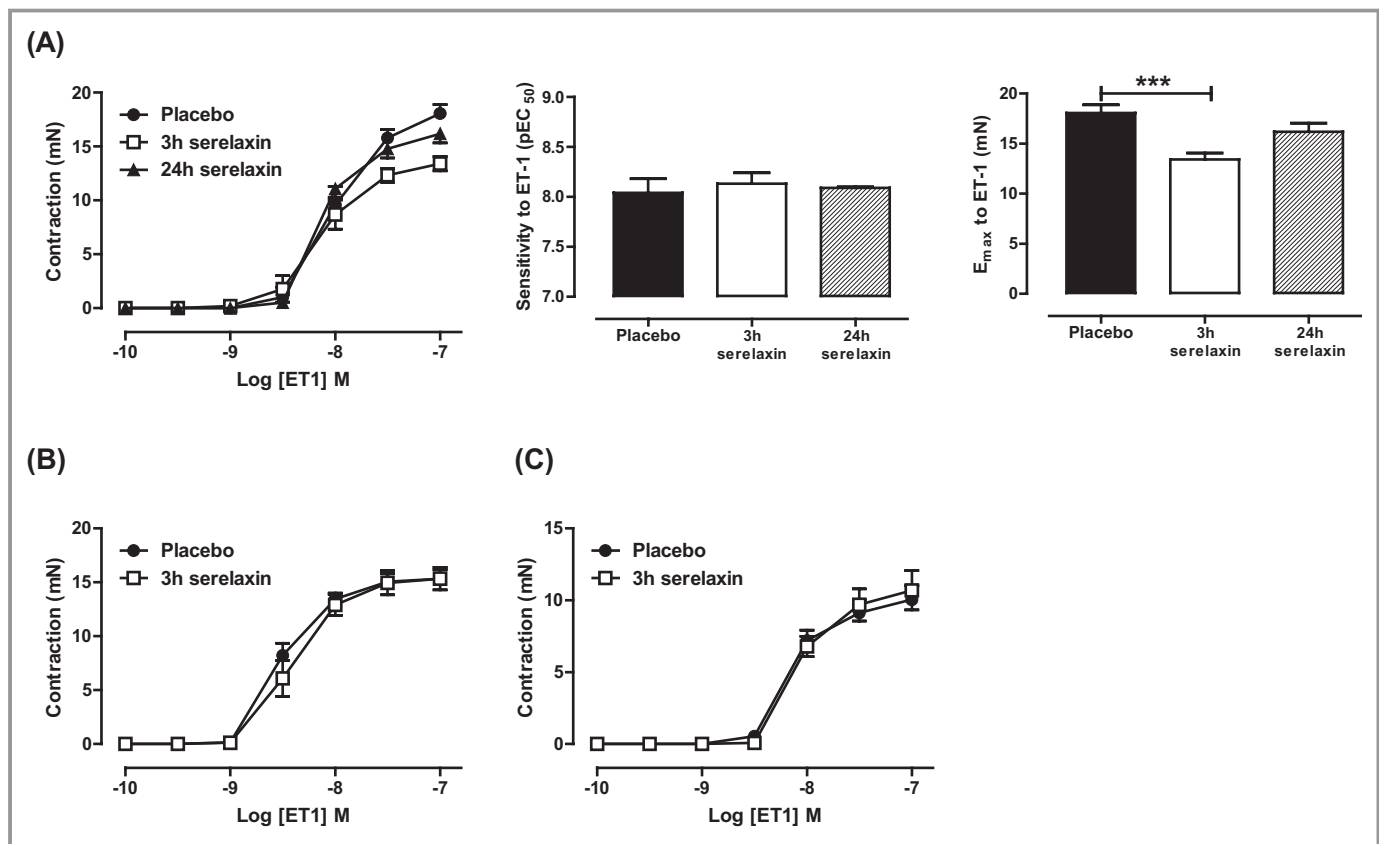 (A)
20
15
10
5
0
Contraction (mN)
Placebo
3h serelaxin
24h serelaxin
-10 -9 -8 -7
Log [ET1] M
9.0
8.5
8.0
7.5
7.0
Sensitivity to ET-1 (pEC50)
Placebo 3h 24h
serelaxin serelaxin
20
15
10
5
0
Emax to ET-1 (mN)
***
Placebo 3h 24h
serelaxin serelaxin
(B)
20
15
10
5
0
Contraction (mN)
Placebo
3h serelaxin
-10 -9 -8 -7
Log [ET1] M
(C)
15
10
5
0
Contraction (mN)
Placebo
3h serelaxin
-10 -9 -8 -7
Log [ET1] M